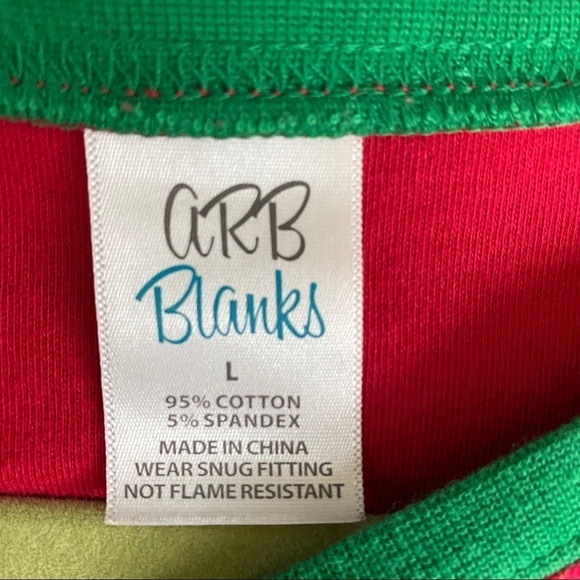 ARB
Blanks
L
95% COTTON
5% SPANDEX
MADE IN CHINA
WEAR SNUG FITTING
NOT FLAME RESISTANT